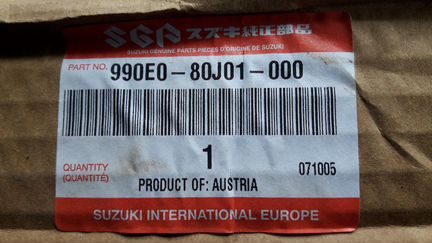 SGP スズキ純正部品
SUZUKI GENUINE PARTS PIECES D'ORIGINE DE SUZUKI
PART NO. 990E0-80J01-000
QUANTITY
(QUANTITÉ)
1
071005
PRODUCT OF: AUSTRIA
SUZUKI INTERNATIONAL EUROPE